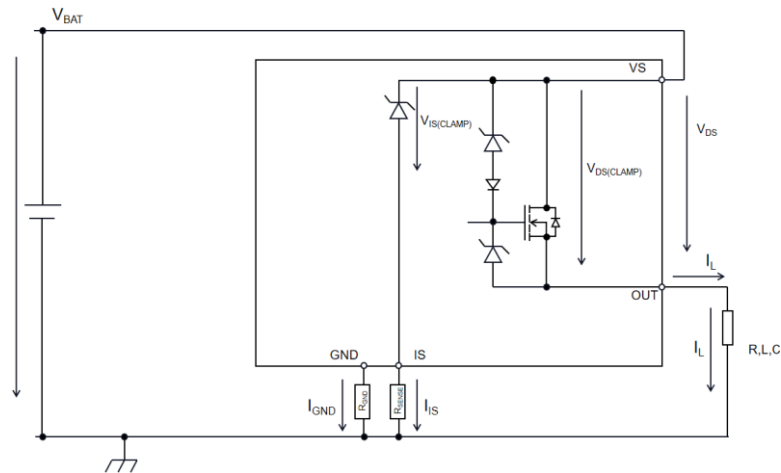 VBAT
VS
VIS(CLAMP)
VDS(CLAMP)
VDS
IL
OUT
IL
R,L,C
GND
IS
IGND
RGND
RSENSE
IIS